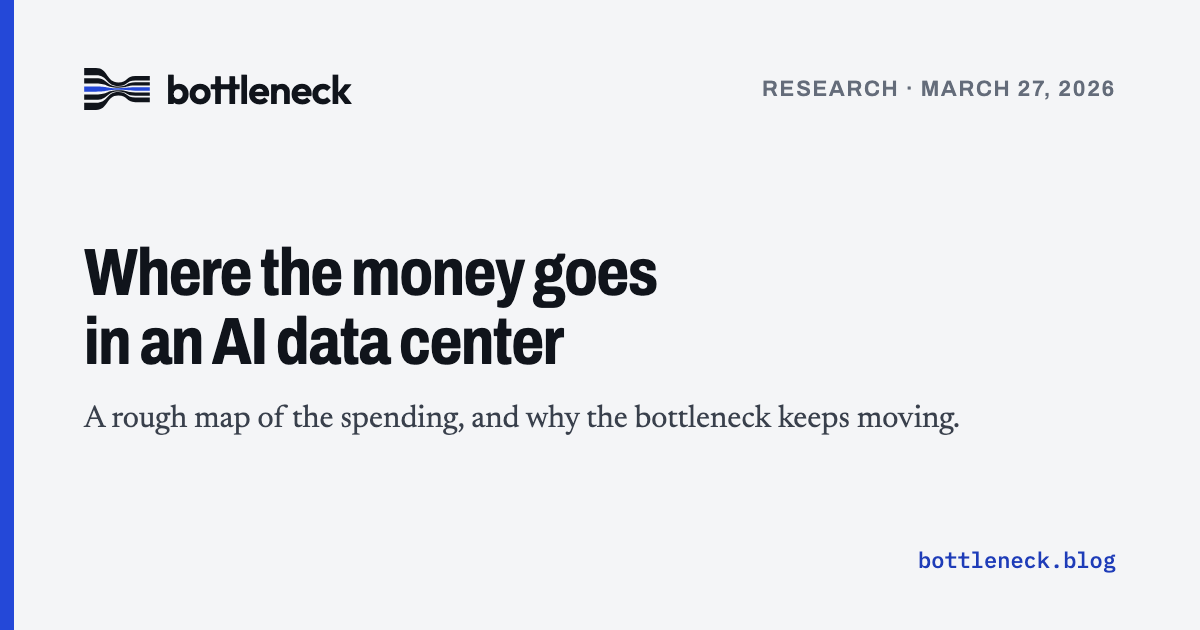 bottleneck
RESEARCH · MARCH 27, 2026
Where the money goes
in an AI data center
A rough map of the spending, and why the bottleneck keeps moving.
bottleneck.blog